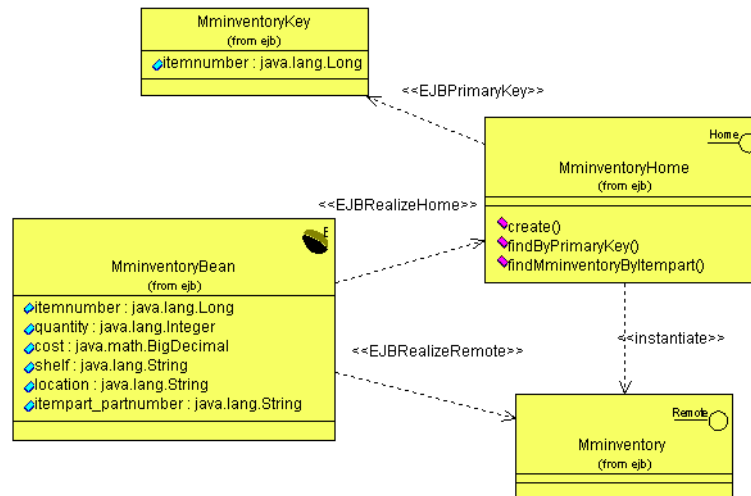 MminventoryKey
(from ejb)
itemnumber : java.lang.Long
<<EJBPrimaryKey>>
Home
MminventoryHome
(from ejb)
create()
findByPrimaryKey()
findMminventoryByItempart()
<<EJBRealizeHome>>
E
MminventoryBean
(from ejb)
itemnumber : java.lang.Long
quantity : java.lang.Integer
cost : java.math.BigDecimal
shelf : java.lang.String
location : java.lang.String
itempart_partnumber : java.lang.String
<<EJBRealizeRemote>>
<<instantiate>>
Remote
Mminventory
(from ejb)